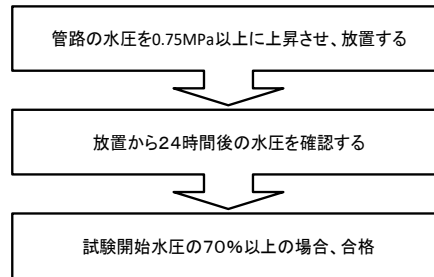 管路の水圧を0.75MPa以上に上昇させ、放置する
放置から２４時間後の水圧を確認する
試験開始水圧の７０％以上の場合、合格